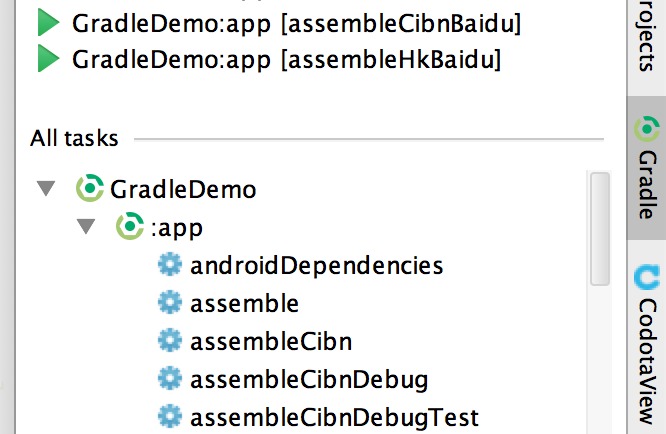 GradleDemo:app [assembleCibnBaidu]
GradleDemo:app [assembleHkBaidu]
All tasks
GradleDemo
:app
androidDependencies
assemble
assembleCibn
assembleCibnDebug
assembleCibnDebugTest
rojects
Gradle
CodotaView